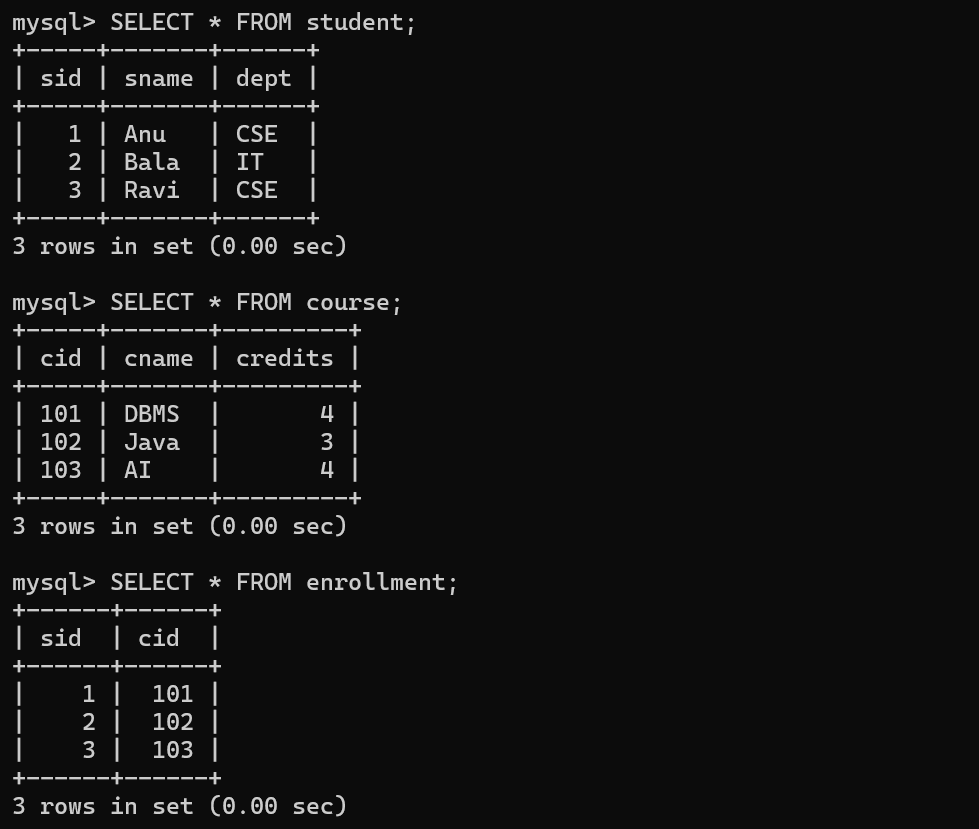 mysql> SELECT * FROM student;
+-----+-------+------+
| sid | sname | dept |
+-----+-------+------+
|   1 | Anu   | CSE  |
|   2 | Bala  | IT   |
|   3 | Ravi  | CSE  |
+-----+-------+------+
3 rows in set (0.00 sec)

mysql> SELECT * FROM course;
+-----+-------+---------+
| cid | cname | credits |
+-----+-------+---------+
| 101 | DBMS  |       4 |
| 102 | Java  |       3 |
| 103 | AI    |       4 |
+-----+-------+---------+
3 rows in set (0.00 sec)

mysql> SELECT * FROM enrollment;
+------+------+
| sid  | cid  |
+------+------+
|    1 |  101 |
|    2 |  102 |
|    3 |  103 |
+------+------+
3 rows in set (0.00 sec)